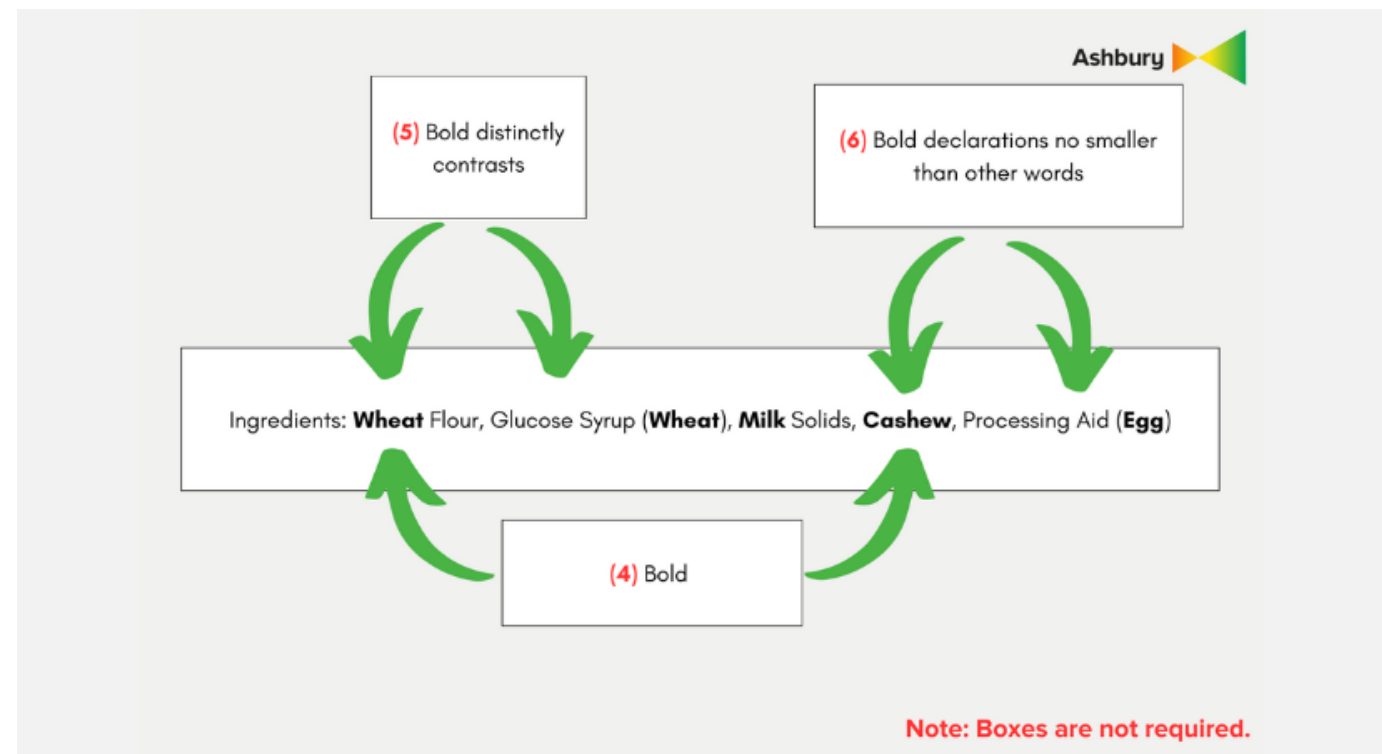 Ashbury
(5) Bold distinctly
contrasts
(6) Bold declarations no smaller
than other words
Ingredients: Wheat Flour, Glucose Syrup (Wheat), Milk Solids, Cashew, Processing Aid (Egg)
(4) Bold
Note: Boxes are not required.